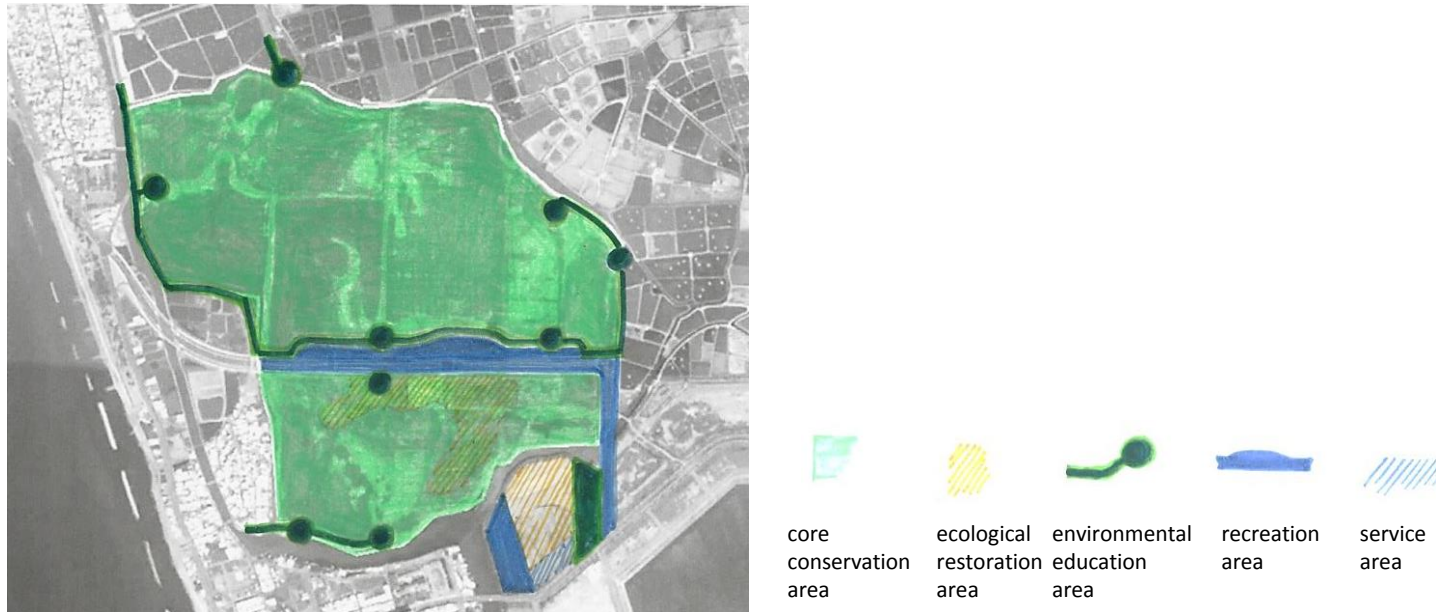 core
conservation
area
ecological
restoration
area
environmental
education
area
recreation
area
service
area